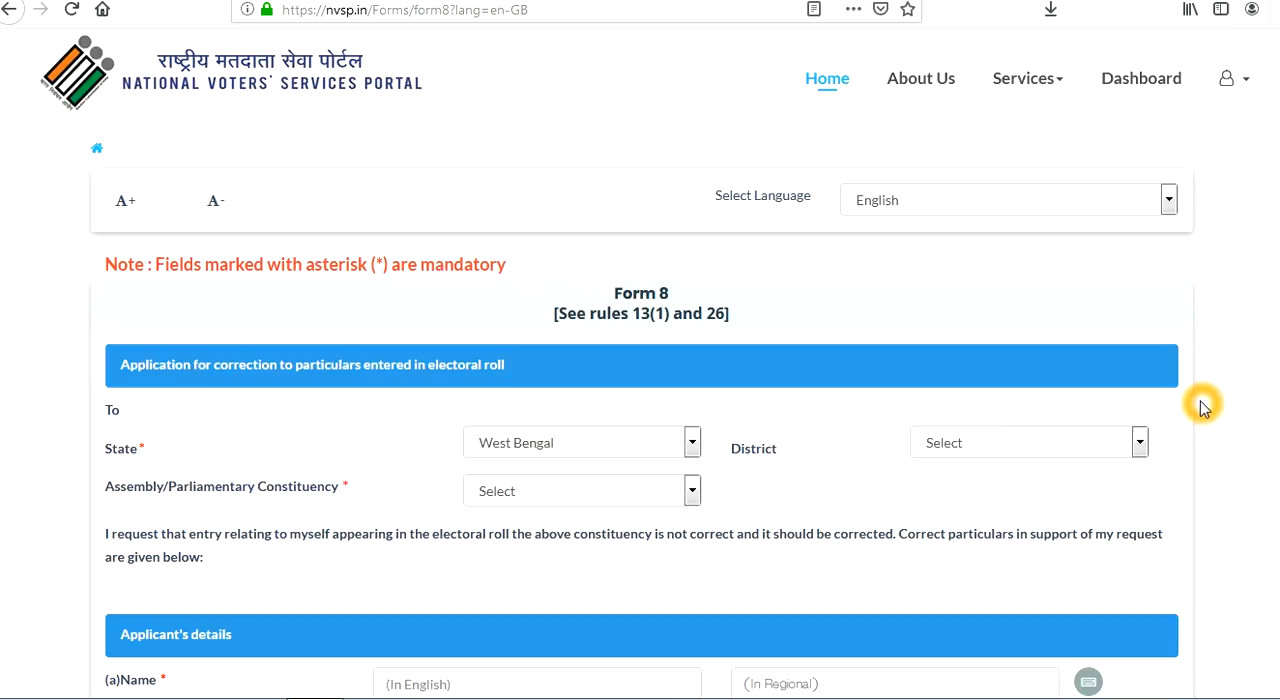 https://nvsp.in/Forms/form8?lang=en-GB
राष्ट्रीय मतदाता सेवा पोर्टल
NATIONAL VOTERS' SERVICES PORTAL
Home About Us Services Dashboard
A+ A- Select Language English
Note : Fields marked with asterisk (*) are mandatory
Form 8
[See rules 13(1) and 26]
Application for correction to particulars entered in electoral roll
To
State* West Bengal District Select
Assembly/Parliamentary Constituency * Select
I request that entry relating to myself appearing in the electoral roll the above constituency is not correct and it should be corrected. Correct particulars in support of my request
are given below:
Applicant's details
(a)Name * (In English) (In Regional)